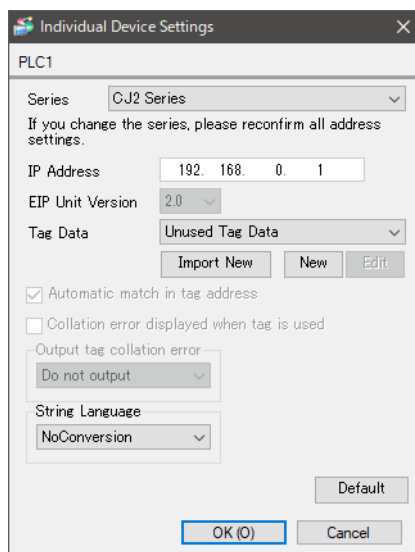 Individual Device Settings
PLC1
Series CJ2 Series
If you change the series, please reconfirm all address
settings.
IP Address 192. 168. 0. 1
EIP Unit Version 2.0
Tag Data Unused Tag Data
Import New New Edit
Automatic match in tag address
Collation error displayed when tag is used
Output tag collation error
Do not output
String Language
NoConversion
Default
OK (O) Cancel